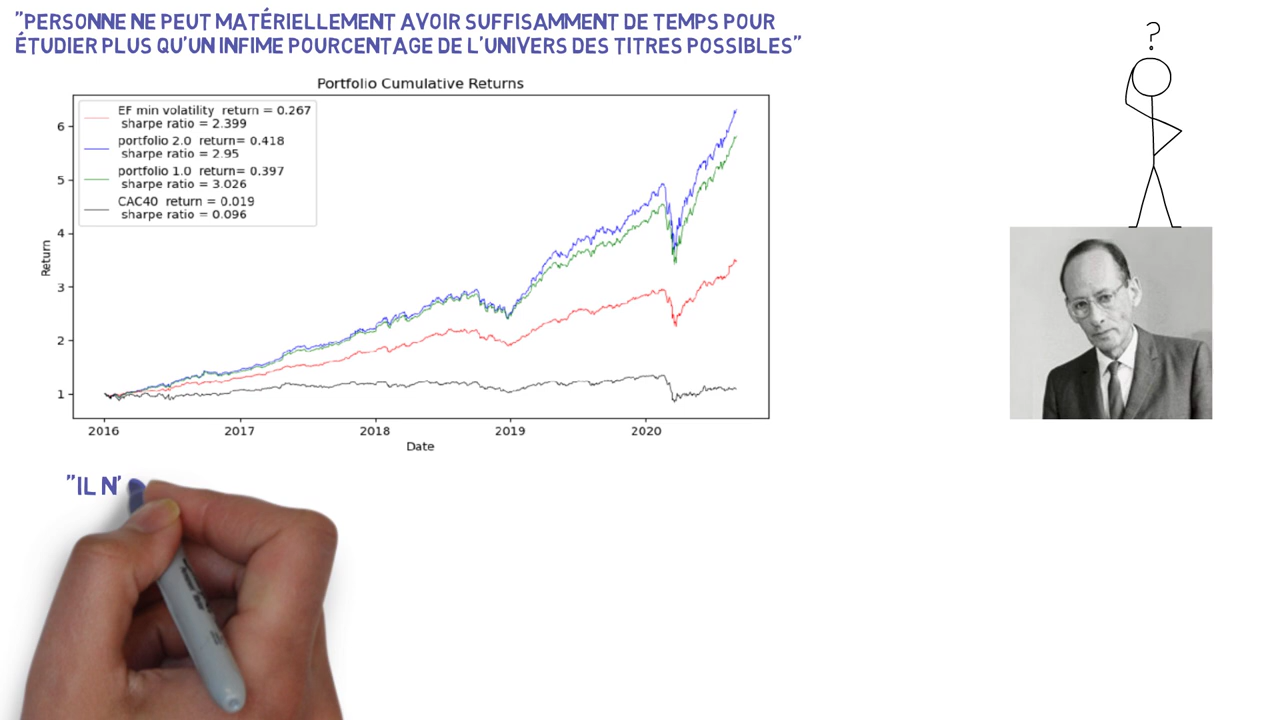 "PERSONNE NE PEUT MATÉRIELLEMENT AVOIR SUFFISAMMENT DE TEMPS POUR
ÉTUDIER PLUS QU'UN INFIME POURCENTAGE DE L'UNIVERS DES TITRES POSSIBLES"
?
Portfolio Cumulative Returns
EF min volatility return = 0.267
sharpe ratio = 2.399
portfolio 2.0 return= 0.418
sharpe ratio = 2.95
portfolio 1.0 return= 0.397
sharpe ratio = 3.026
CAC40 return = 0.019
sharpe ratio = 0.096
Return
6
5
4
3
2
1
2016 2017 2018 2019 2020
Date
"IL N'